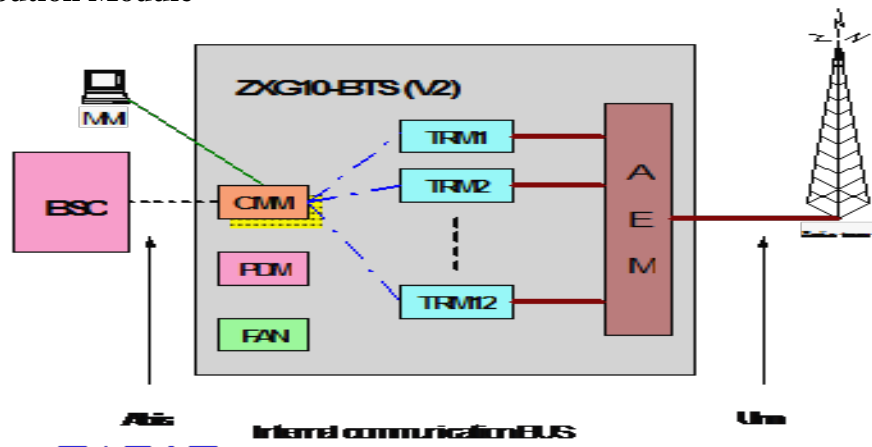 ZXG10-BTS (V2)
MMI
TRM1
BSC
CMM
TRM2
A
E
M
PDM
TRM12
FAN
Abis
Internal communication BUS
Um